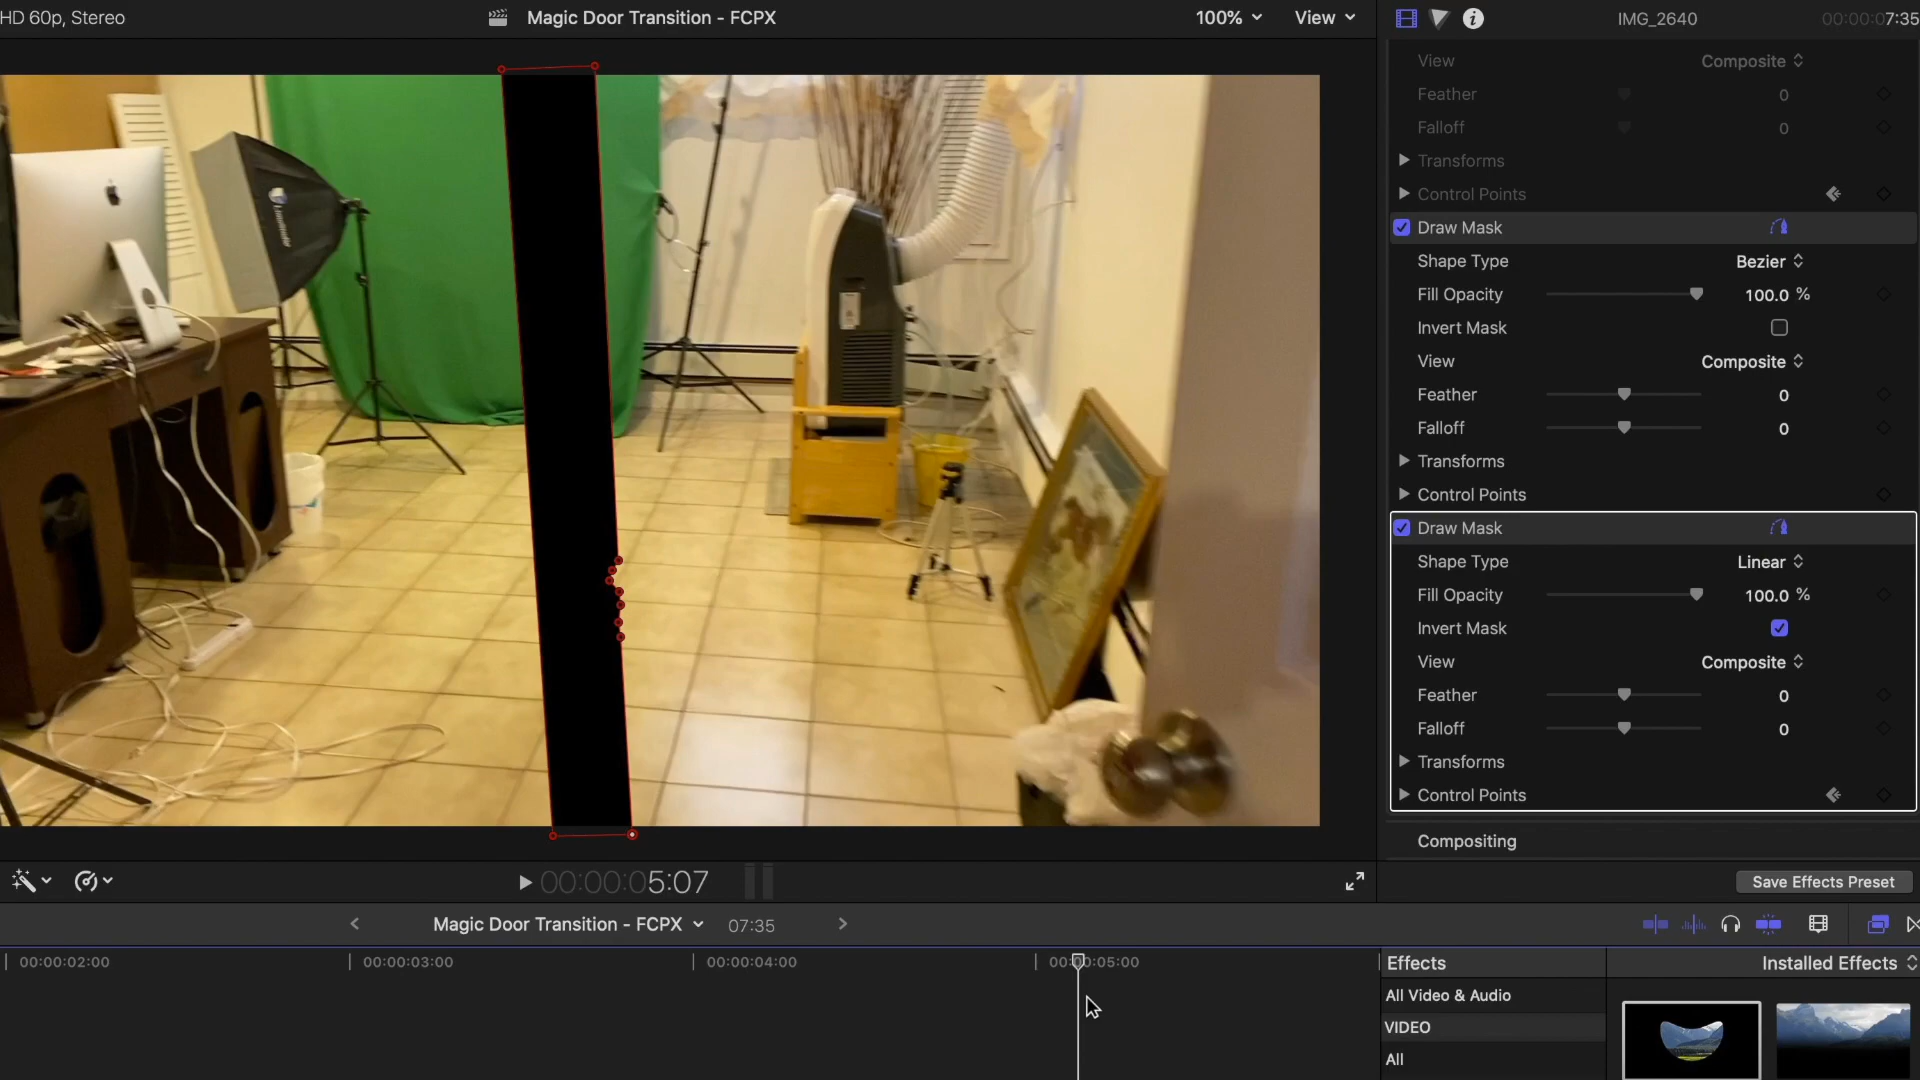 HD 60p, Stereo
Magic Door Transition - FCPX
100%
View
IMG_2640
00:00:07:35
View
Composite
Feather
0
Falloff
0
Transforms
Control Points
Draw Mask
Shape Type
Bezier
Fill Opacity
100.0 %
Invert Mask
View
Composite
Feather
0
Falloff
0
Transforms
Control Points
Draw Mask
Shape Type
Linear
Fill Opacity
100.0 %
Invert Mask
View
Composite
Feather
0
Falloff
0
Transforms
Control Points
Compositing
00:00:05:07
Save Effects Preset
Magic Door Transition - FCPX
07:35
00:00:02:00
00:00:03:00
00:00:04:00
00:00:05:00
Effects
Installed Effects
All Video & Audio
VIDEO
All